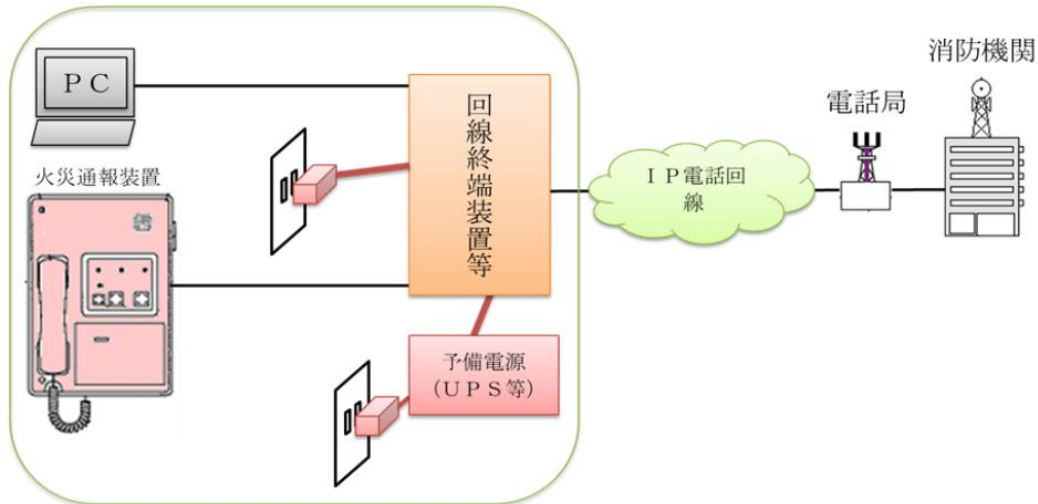 ＰＣ
火災通報装置
回線終端装置等
予備電源
（ＵＰＳ等）
ＩＰ電話回
線
電話局
消防機関